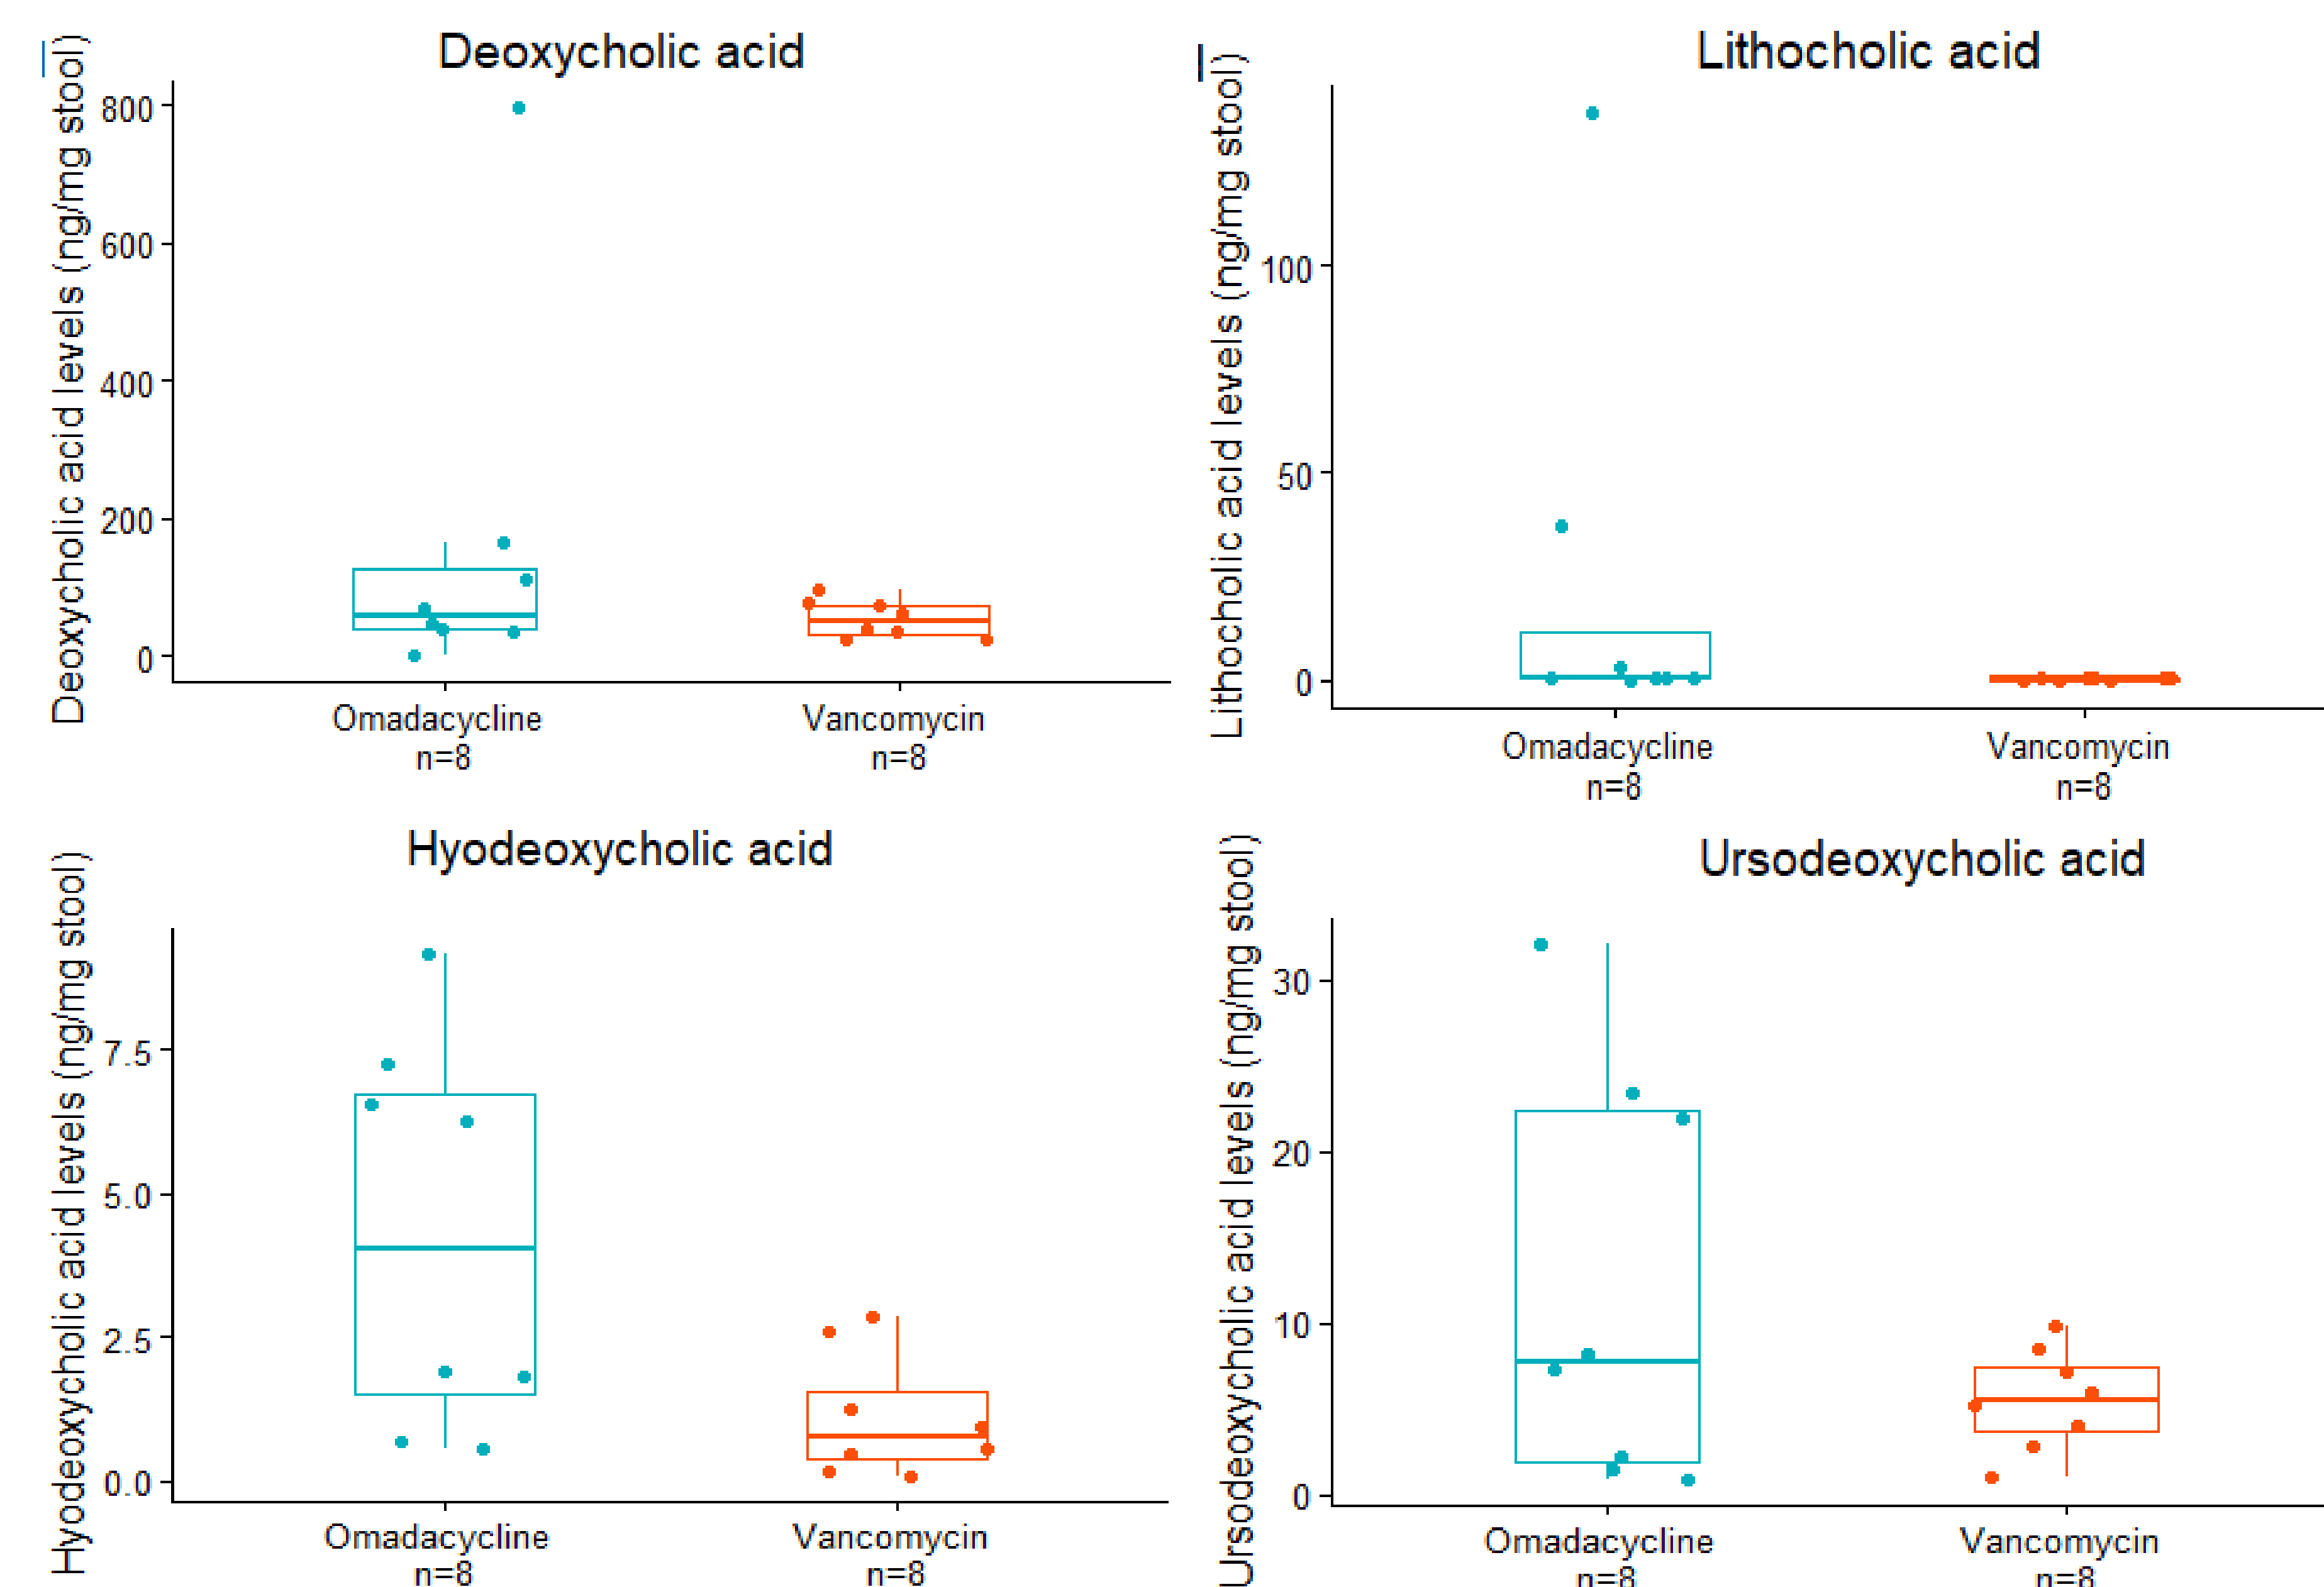 Deoxycholic acid
Deoxycholic acid levels (ng/mg stool)
800
600
400
200
0
Omadacycline
n=8
Vancomycin
n=8
Lithocholic acid
Lithocholic acid levels (ng/mg stool)
100
50
0
Omadacycline
n=8
Vancomycin
n=8
Hyodeoxycholic acid
Hyodeoxycholic acid levels (ng/mg stool)
7.5
5.0
2.5
0.0
Omadacycline
n=8
Vancomycin
n=8
Ursodeoxycholic acid
Ursodeoxycholic acid levels (ng/mg stool)
30
20
10
0
Omadacycline
n=8
Vancomycin
n=8